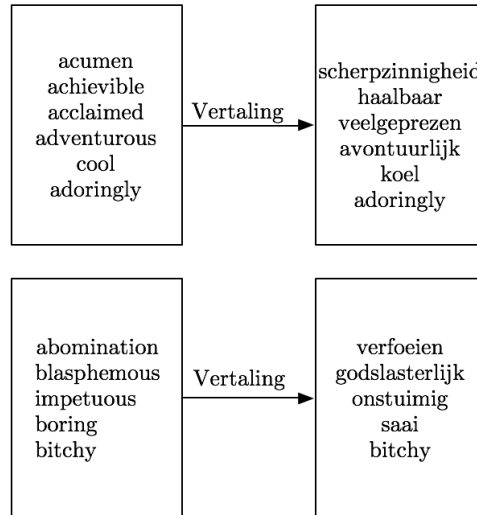 acumen
achievible
acclaimed
adventurous
cool
adoringly
Vertaling
scherpzinnigheid
haalbaar
veelgeprezen
avontuurlijk
koel
adoringly
abomination
blasphemous
impetuous
boring
bitchy
Vertaling
verfoeien
godslasterlijk
onstuimig
saai
bitchy